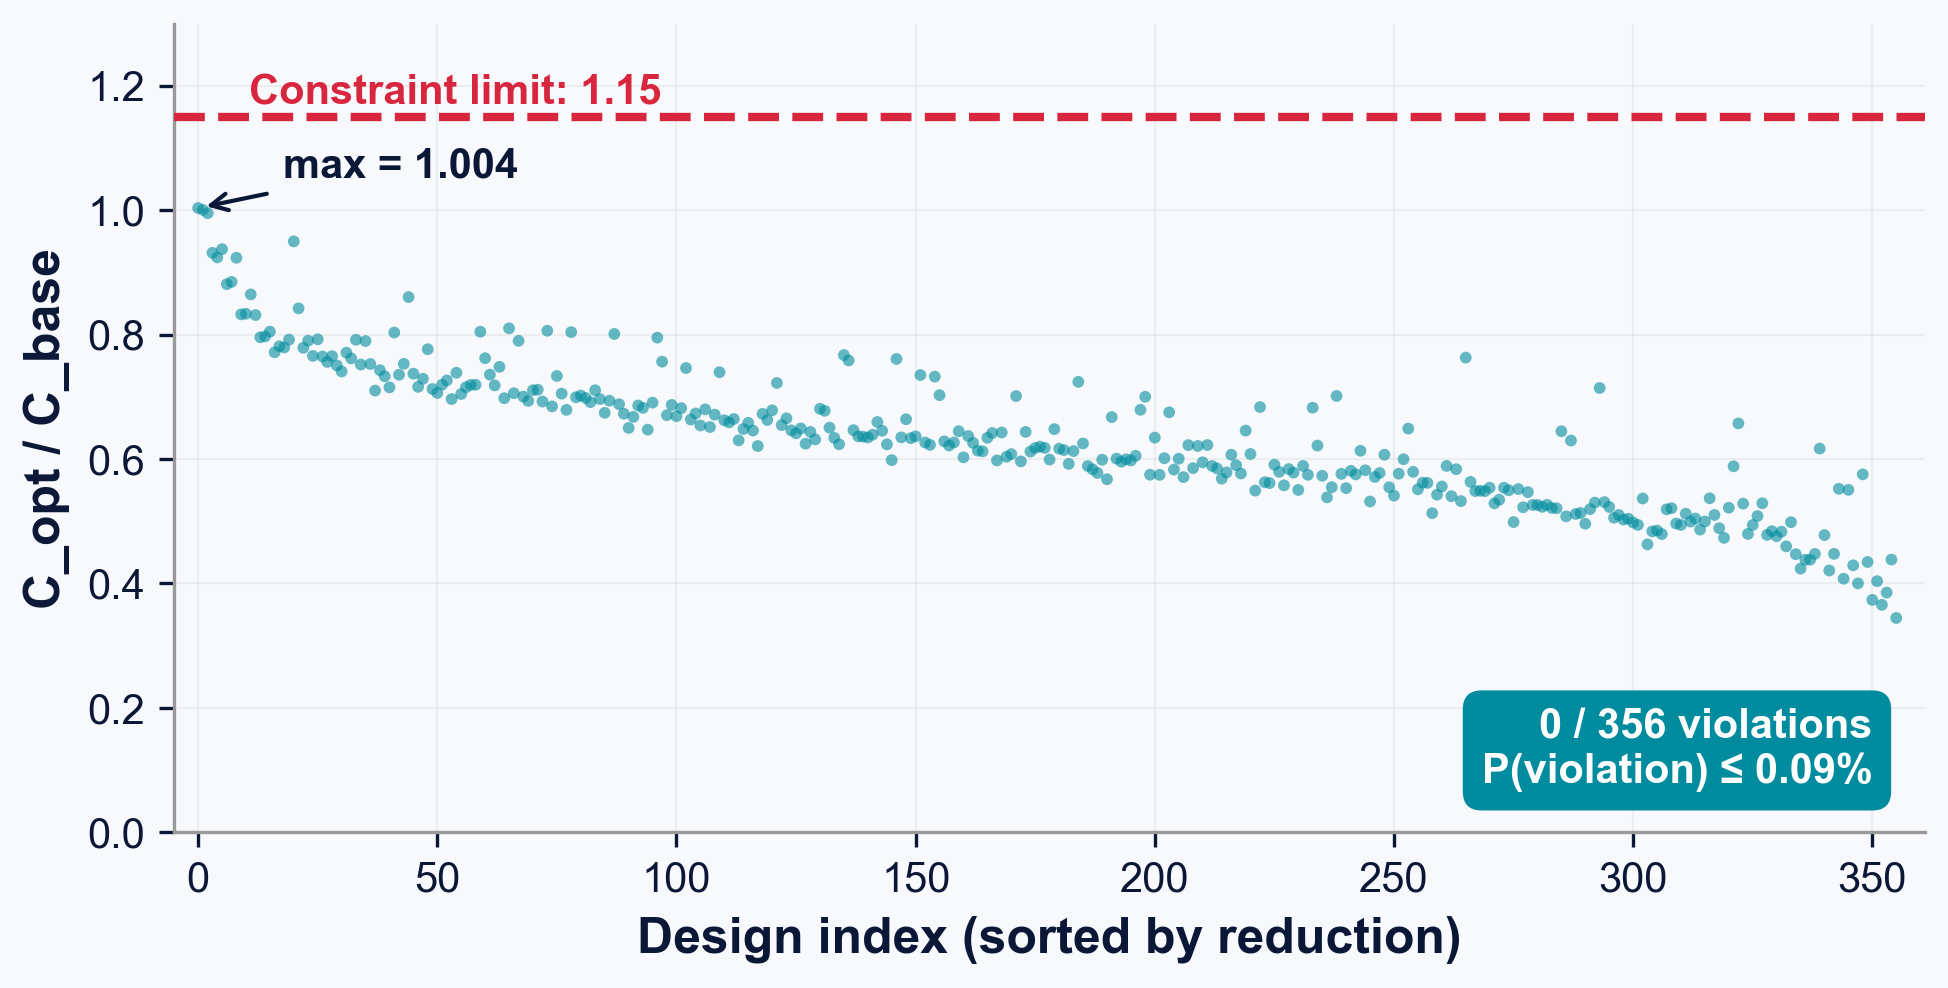 Constraint limit: 1.15
max = 1.004
C_opt / C_base
1.2
1.0
0.8
0.6
0.4
0.2
0.0
0 / 356 violations
P(violation) ≤ 0.09%
0 50 100 150 200 250 300 350
Design index (sorted by reduction)